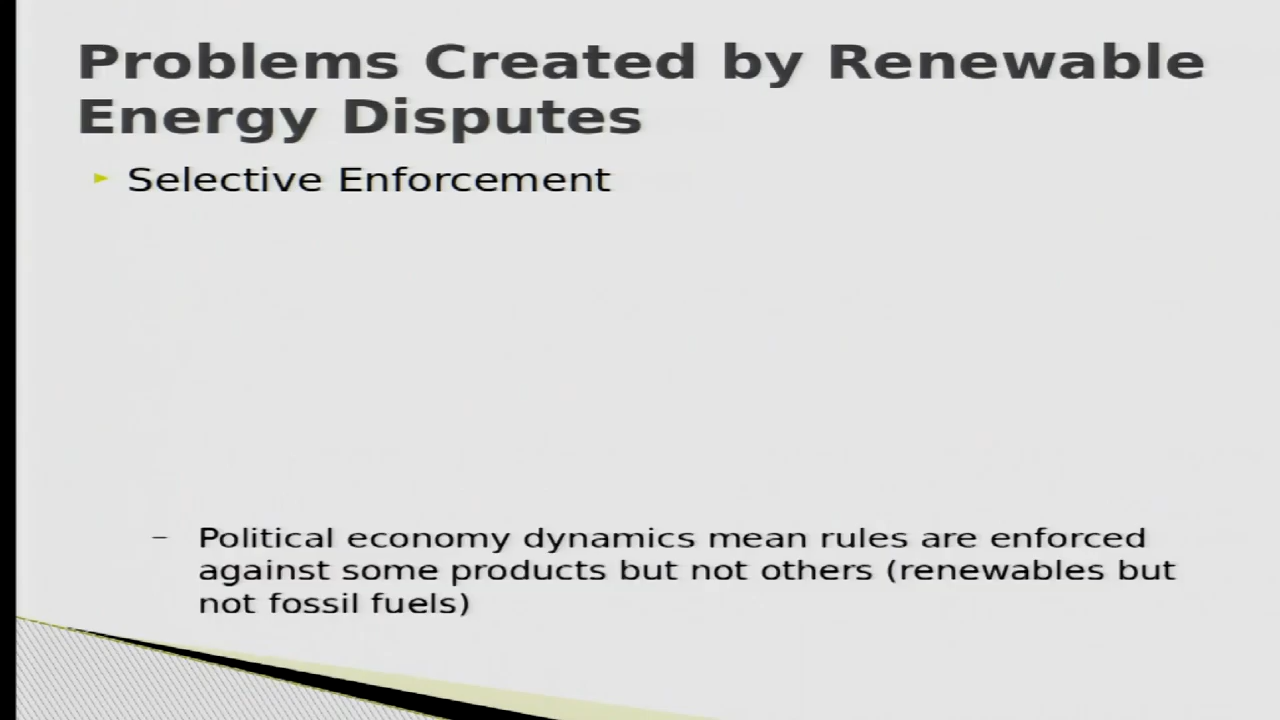 Problems Created by Renewable
Energy Disputes
Selective Enforcement
– Political economy dynamics mean rules are enforced
against some products but not others (renewables but
not fossil fuels)